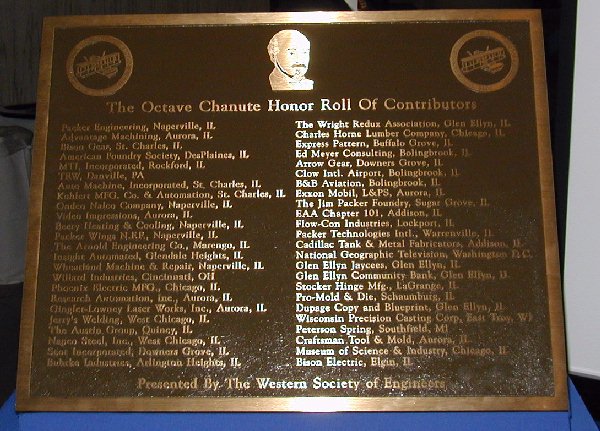 The Octave Chanute Honor Roll Of Contributors
Packer Engineering, Naperville, IL
Advantage Machining, Aurora, IL
Bison Gear, St. Charles, IL
American Foundry Society, DesPlaines, IL
MTI, Incorporated, Rockford, IL
TRW, Danville, PA
Auto Machine, Incorporated, St. Charles, IL
Kohlert MFG. Co. & Automation, St. Charles, IL
Ondeo Nalco Company, Naperville, IL
Video Impressions, Aurora, IL
Beery Heating & Cooling, Naperville, IL
Packer Wings N.F.P., Naperville, IL
The Arnold Engineering Co., Marengo, IL
Insight Automated, Glendale Heights, IL
Wheatland Machine & Repair, Naperville, IL
Willard Industries, Cincinnati, OH
Phoenix Electric MFG., Chicago, IL
Research Automation, Inc., Aurora, IL
Laser Works, Inc., Aurora, IL
Jerry's Welding, West Chicago, IL
The Austin Group, Quincy, IL
Steel, Inc., West Chicago, IL
Incorporated, Downers Grove, IL
Industries, Arlington Heights, IL
The Wright Redux Association, Glen Ellyn, IL
Charles Horne Lumber Company, Chicago, IL
Express Pattern, Buffalo Grove, IL
Ed Meyer Consulting, Bolingbrook, IL
Arrow Gear, Downers Grove, IL
Clow Intl. Airport, Bolingbrook, IL
B&B Aviation, Bolingbrook, IL
Exxon Mobil, L&PS, Aurora, IL
The Jim Packer Foundry, Sugar Grove, IL
EAA Chapter 101, Addison, IL
Flow-Con Industries, Lockport, IL
Packer Technologies Intl., Warrenville, IL
Cadillac Tank & Metal Fabricators, Addison, IL
National Geographic Television, Washington D.C.
Glen Ellyn Jaycees, Glen Ellyn, IL
Glen Ellyn Community Bank, Glen Ellyn, IL
Stocker Hinge Mfg., LaGrange, IL
Pro-Mold & Die, Schaumburg, IL
Dupage Copy and Blueprint, Glen Ellyn, IL
Wisconsin Precision Casting Corp., East Troy, WI
Peterson Spring, Southfield, MI
Craftsman Tool & Mold, Aurora, IL
Museum of Science & Industry, Chicago, IL
Bison Electric, Elgin, IL
Presented By The Western Society of Engineers